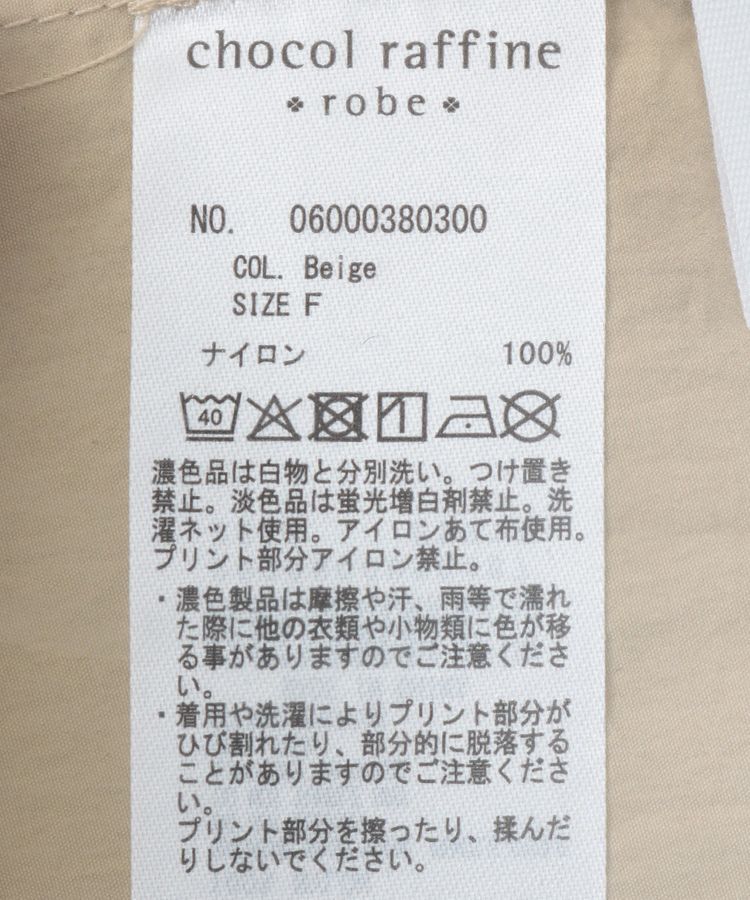 chocol raffine
robe
NO. 06000380300
COL. Beige
SIZE F
ナイロン 100%
40
濃色品は白物と分別洗い。つけ置き
禁止。淡色品は蛍光増白剤禁止。洗
濯ネット使用。アイロンあて布使用。
プリント部分アイロン禁止。
・濃色製品は摩擦や汗、雨等で濡れ
た際に他の衣類や小物類に色が移
る事がありますのでご注意くださ
い。
・着用や洗濯によりプリント部分が
ひび割れたり、部分的に脱落する
ことがありますのでご注意くださ
い。
プリント部分を擦ったり、揉んだ
りしないでください。